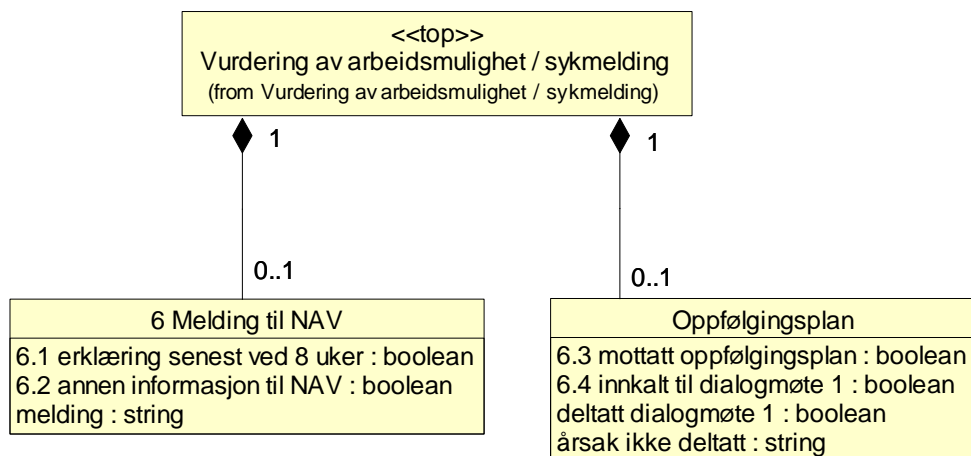 <<top>>
Vurdering av arbeidsmulighet / sykmelding
(from Vurdering av arbeidsmulighet / sykmelding)
1
1
0..1
0..1
6 Melding til NAV
6.1 erklæring senest ved 8 uker : boolean
6.2 annen informasjon til NAV : boolean
melding : string
Oppfølgingsplan
6.3 mottatt oppfølgingsplan : boolean
6.4 innkalt til dialogmøte 1 : boolean
deltatt dialogmøte 1 : boolean
årsak ikke deltatt : string